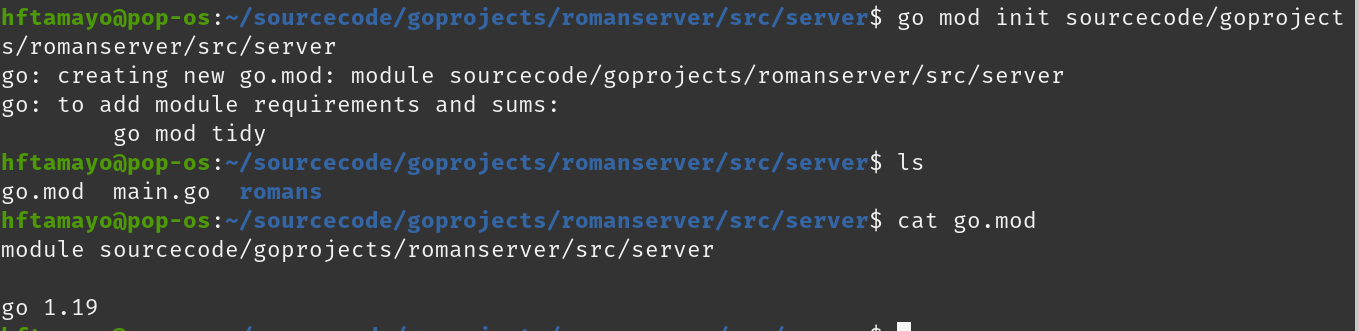 hftamayo@pop-os:~/sourcecode/goprojects/romanserver/src/server$ go mod init sourcecode/goproject
s/romanserver/src/server
go: creating new go.mod: module sourcecode/goprojects/romanserver/src/server
go: to add module requirements and sums:
        go mod tidy
hftamayo@pop-os:~/sourcecode/goprojects/romanserver/src/server$ ls
go.mod  main.go  romans
hftamayo@pop-os:~/sourcecode/goprojects/romanserver/src/server$ cat go.mod
module sourcecode/goprojects/romanserver/src/server

go 1.19